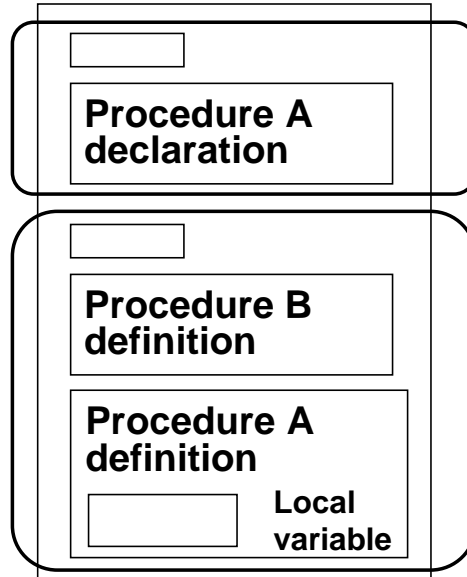 Procedure A
declaration
Procedure B
definition
Procedure A
definition
Local
variable